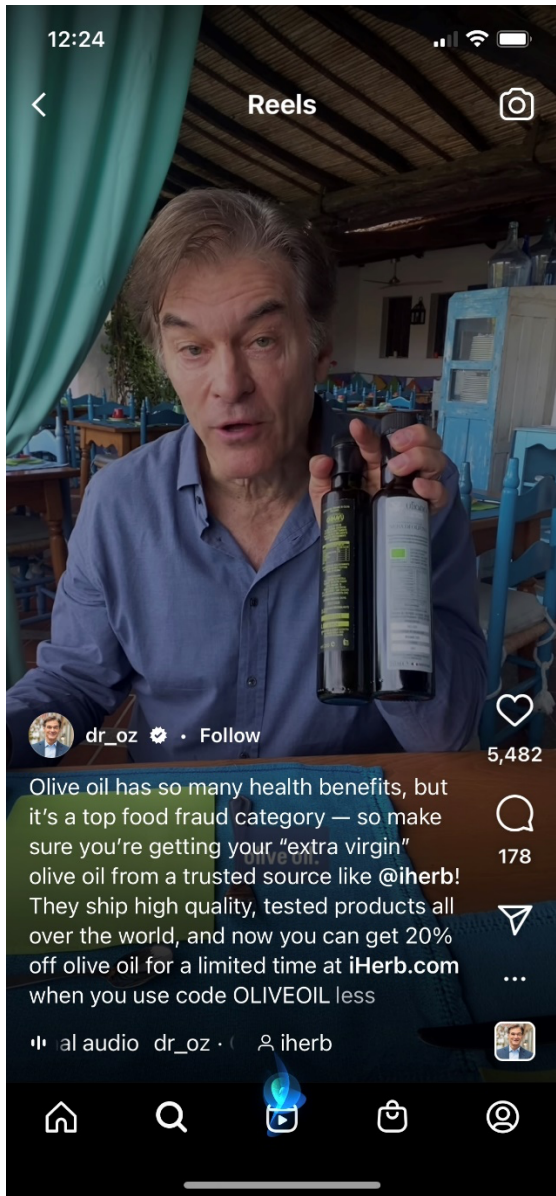 12:24
Reels
dr_oz · Follow
5,482
Olive oil has so many health benefits, but
it's a top food fraud category — so make
sure you're getting your "extra virgin"
olive oil from a trusted source like @iherb!
They ship high quality, tested products all
over the world, and now you can get 20%
off olive oil for a limited time at iHerb.com
when you use code OLIVEOIL less
olive oil.
178
al audio dr_oz · iherb